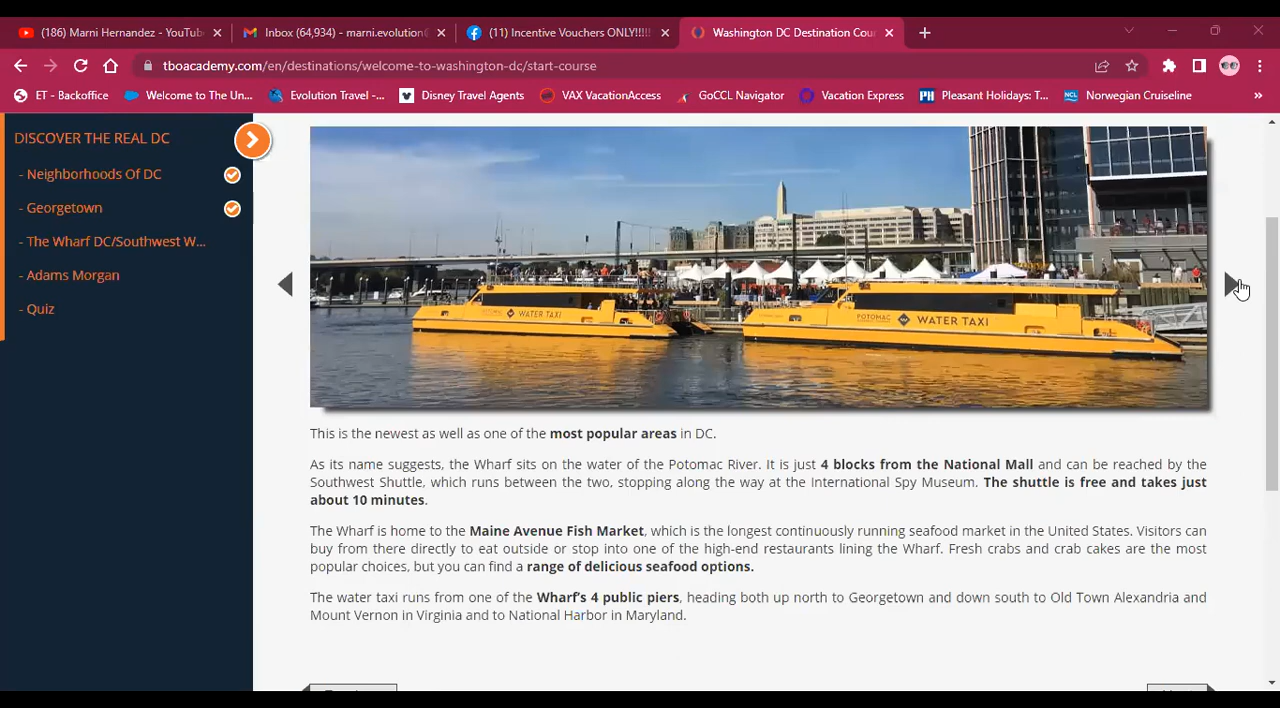 (186) Marni Hernandez - YouTub
Inbox (64,934) - marni.evolution
(11) Incentive Vouchers ONLY!!!!
Washington DC Destination Cour
tboacademy.com/en/destinations/welcome-to-washington-dc/start-course
ET - Backoffice
Welcome to The Un...
Evolution Travel -...
Disney Travel Agents
VAX VacationAccess
GoCCL Navigator
Vacation Express
PH Pleasant Holidays: T...
NCL Norwegian Cruiseline
DISCOVER THE REAL DC
- Neighborhoods Of DC
- Georgetown
- The Wharf DC/Southwest W...
- Adams Morgan
- Quiz
WATER TAXI
POTOMAC WATER TAXI
This is the newest as well as one of the most popular areas in DC.
As its name suggests, the Wharf sits on the water of the Potomac River. It is just 4 blocks from the National Mall and can be reached by the
Southwest Shuttle, which runs between the two, stopping along the way at the International Spy Museum. The shuttle is free and takes just
about 10 minutes.
The Wharf is home to the Maine Avenue Fish Market, which is the longest continuously running seafood market in the United States. Visitors can
buy from there directly to eat outside or stop into one of the high-end restaurants lining the Wharf. Fresh crabs and crab cakes are the most
popular choices, but you can find a range of delicious seafood options.
The water taxi runs from one of the Wharf's 4 public piers, heading both up north to Georgetown and down south to Old Town Alexandria and
Mount Vernon in Virginia and to National Harbor in Maryland.